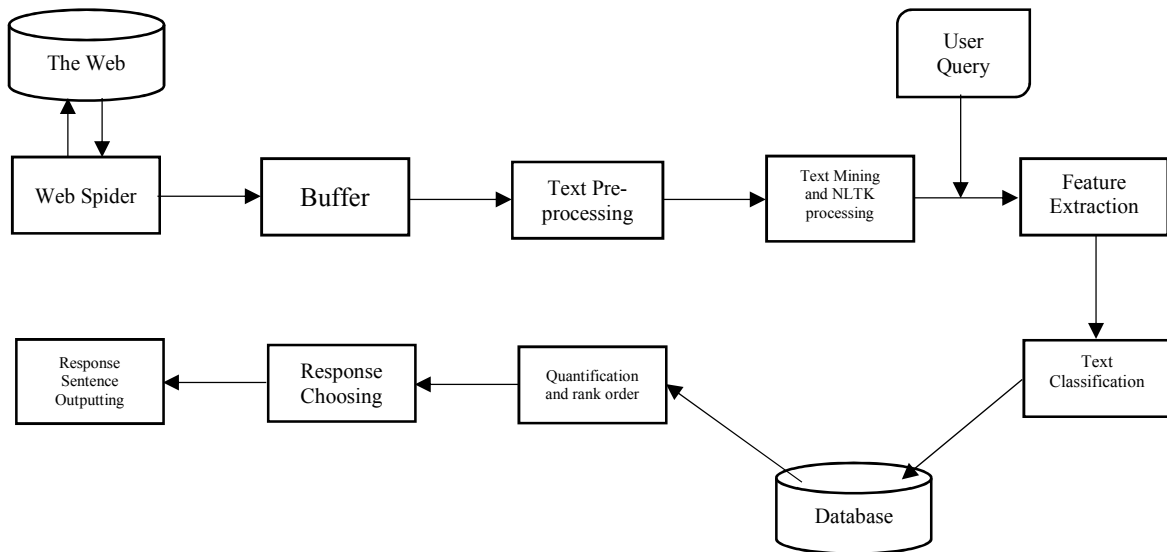 The Web
User
Query
Web Spider
Buffer
Text Pre-
processing
Text Mining
and NLTK
processing
Feature
Extraction
Text
Classification
Database
Quantification
and rank order
Response
Choosing
Response
Sentence
Outputting